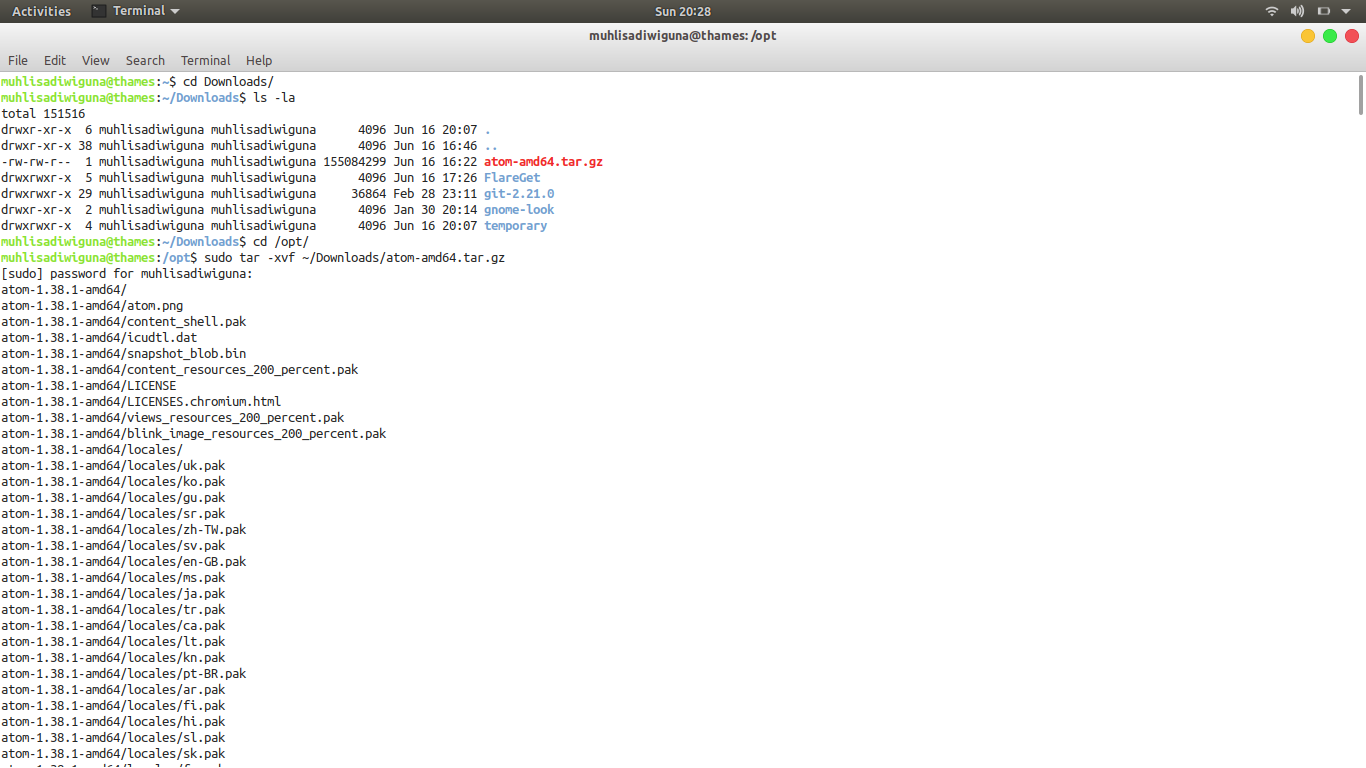 Activities Terminal Sun 20:28
muhlisadiwiguna@thames: /opt
File Edit View Search Terminal Help
muhlisadiwiguna@thames:~$ cd Downloads/
muhlisadiwiguna@thames:~/Downloads$ ls -la
total 151516
drwxr-xr-x  6 muhlisadiwiguna muhlisadiwiguna      4096 Jun 16 20:07 .
drwxr-xr-x 38 muhlisadiwiguna muhlisadiwiguna      4096 Jun 16 16:46 ..
-rw-rw-r--  1 muhlisadiwiguna muhlisadiwiguna 155084299 Jun 16 16:22 atom-amd64.tar.gz
drwxrwxr-x  5 muhlisadiwiguna muhlisadiwiguna      4096 Jun 16 17:26 FlareGet
drwxrwxr-x 29 muhlisadiwiguna muhlisadiwiguna     36864 Feb 28 23:11 git-2.21.0
drwxrwxr-x  2 muhlisadiwiguna muhlisadiwiguna      4096 Jan 30 20:14 gnome-look
drwxrwxr-x  4 muhlisadiwiguna muhlisadiwiguna      4096 Jun 16 20:07 temporary
muhlisadiwiguna@thames:~/Downloads$ cd /opt/
muhlisadiwiguna@thames:/opt$ sudo tar -xvf ~/Downloads/atom-amd64.tar.gz
[sudo] password for muhlisadiwiguna:
atom-1.38.1-amd64/
atom-1.38.1-amd64/atom.png
atom-1.38.1-amd64/content_shell.pak
atom-1.38.1-amd64/icudtl.dat
atom-1.38.1-amd64/snapshot_blob.bin
atom-1.38.1-amd64/content_resources_200_percent.pak
atom-1.38.1-amd64/LICENSE
atom-1.38.1-amd64/LICENSES.chromium.html
atom-1.38.1-amd64/views_resources_200_percent.pak
atom-1.38.1-amd64/blink_image_resources_200_percent.pak
atom-1.38.1-amd64/locales/
atom-1.38.1-amd64/locales/uk.pak
atom-1.38.1-amd64/locales/ko.pak
atom-1.38.1-amd64/locales/gu.pak
atom-1.38.1-amd64/locales/sr.pak
atom-1.38.1-amd64/locales/zh-TW.pak
atom-1.38.1-amd64/locales/sv.pak
atom-1.38.1-amd64/locales/en-GB.pak
atom-1.38.1-amd64/locales/ms.pak
atom-1.38.1-amd64/locales/ja.pak
atom-1.38.1-amd64/locales/tr.pak
atom-1.38.1-amd64/locales/ca.pak
atom-1.38.1-amd64/locales/lt.pak
atom-1.38.1-amd64/locales/kn.pak
atom-1.38.1-amd64/locales/pt-BR.pak
atom-1.38.1-amd64/locales/ar.pak
atom-1.38.1-amd64/locales/fi.pak
atom-1.38.1-amd64/locales/hi.pak
atom-1.38.1-amd64/locales/sl.pak
atom-1.38.1-amd64/locales/sk.pak